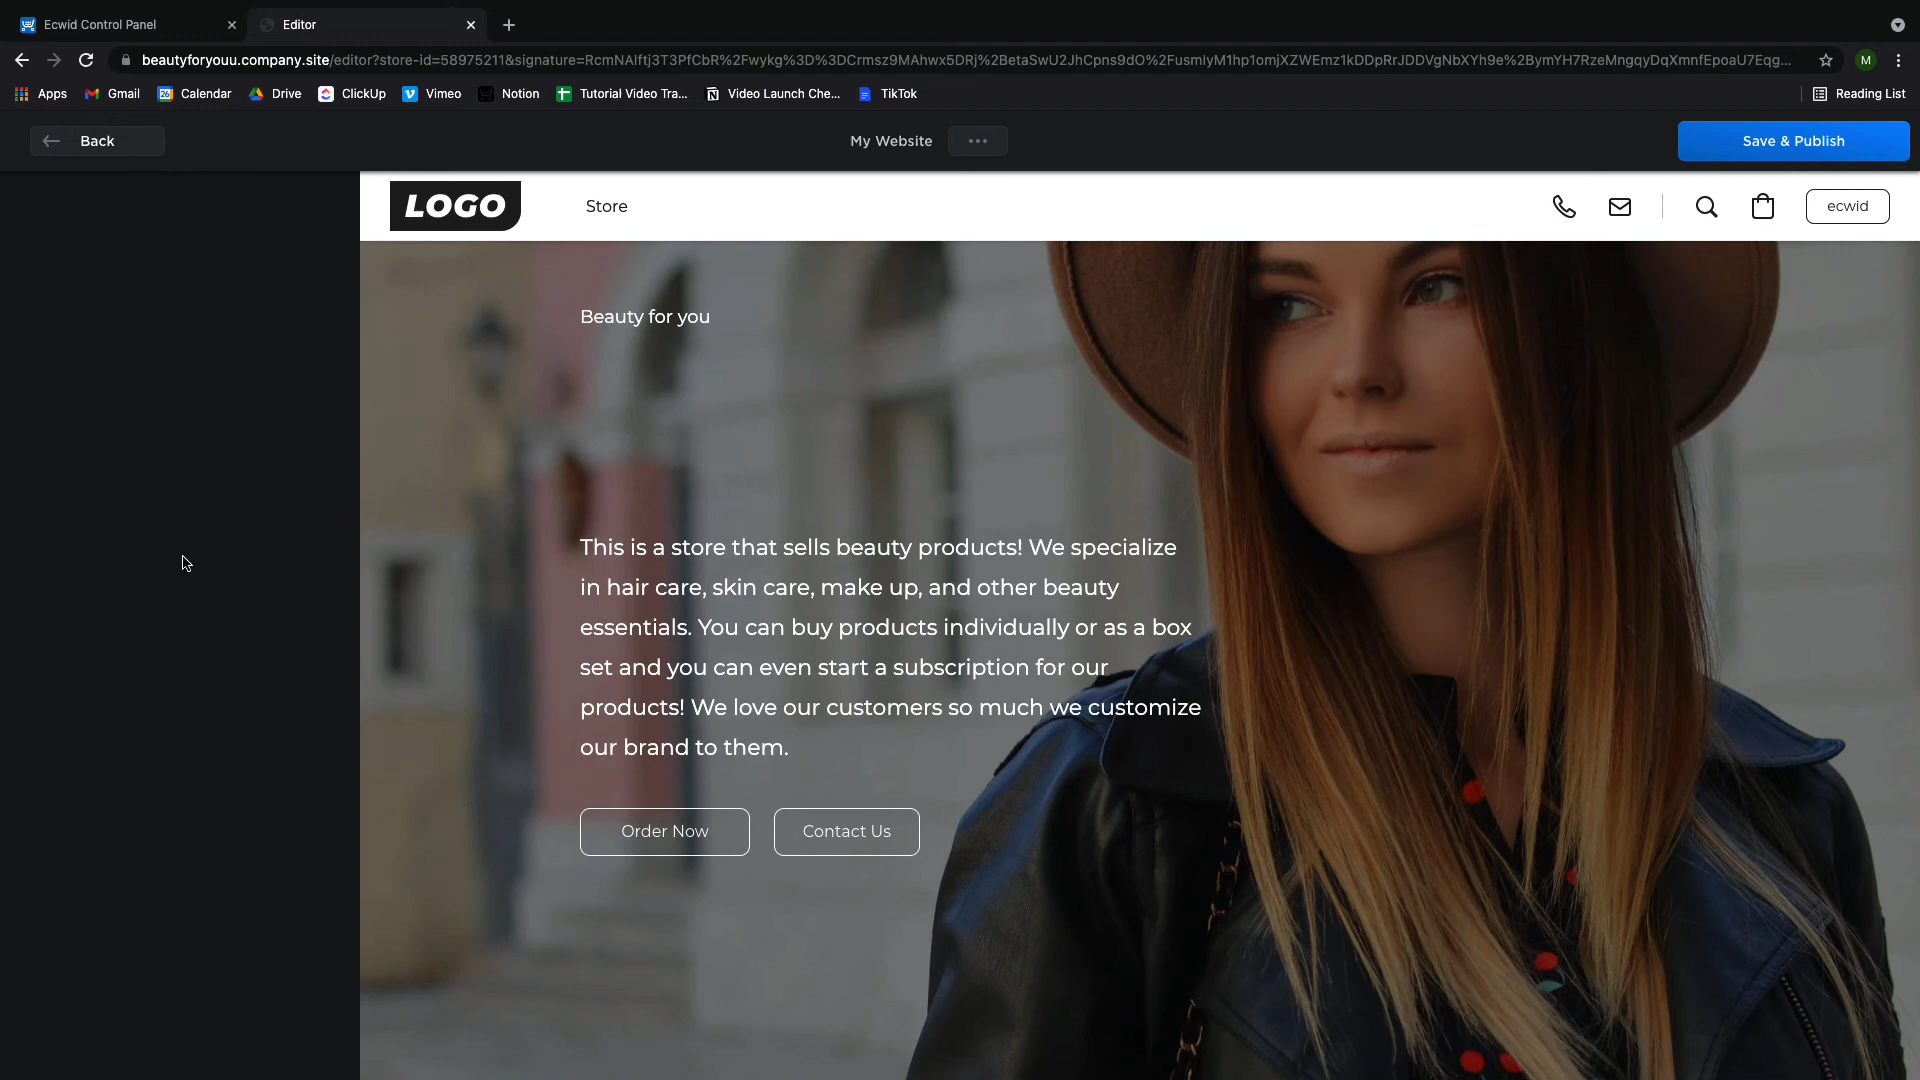 Ecwid Control Panel
Editor
beautyforyouu.company.site/editor?store-id=58975211&signature=RcmNAlftj3T3PfCbR%2Fwykg%3D%3DCrmsz9MAhwx5DRj%2BetaSwU2JhCpns9dO%2FusmIyM1hp1omjXZWEmz1kDDpRrJDDVgNbXYh9e%2BymYH7RzeMngqyDqXmnfEpoaU7Eqg...
M
Apps
Gmail
26
Calendar
Drive
ClickUp
Vimeo
Notion
Tutorial Video Tra...
Video Launch Che...
TikTok
Reading List
Back
My Website
Save & Publish
LOGO
Store
ecwid
Beauty for you
This is a store that sells beauty products! We specialize
in hair care, skin care, make up, and other beauty
essentials. You can buy products individually or as a box
set and you can even start a subscription for our
products! We love our customers so much we customize
our brand to them.
Order Now
Contact Us